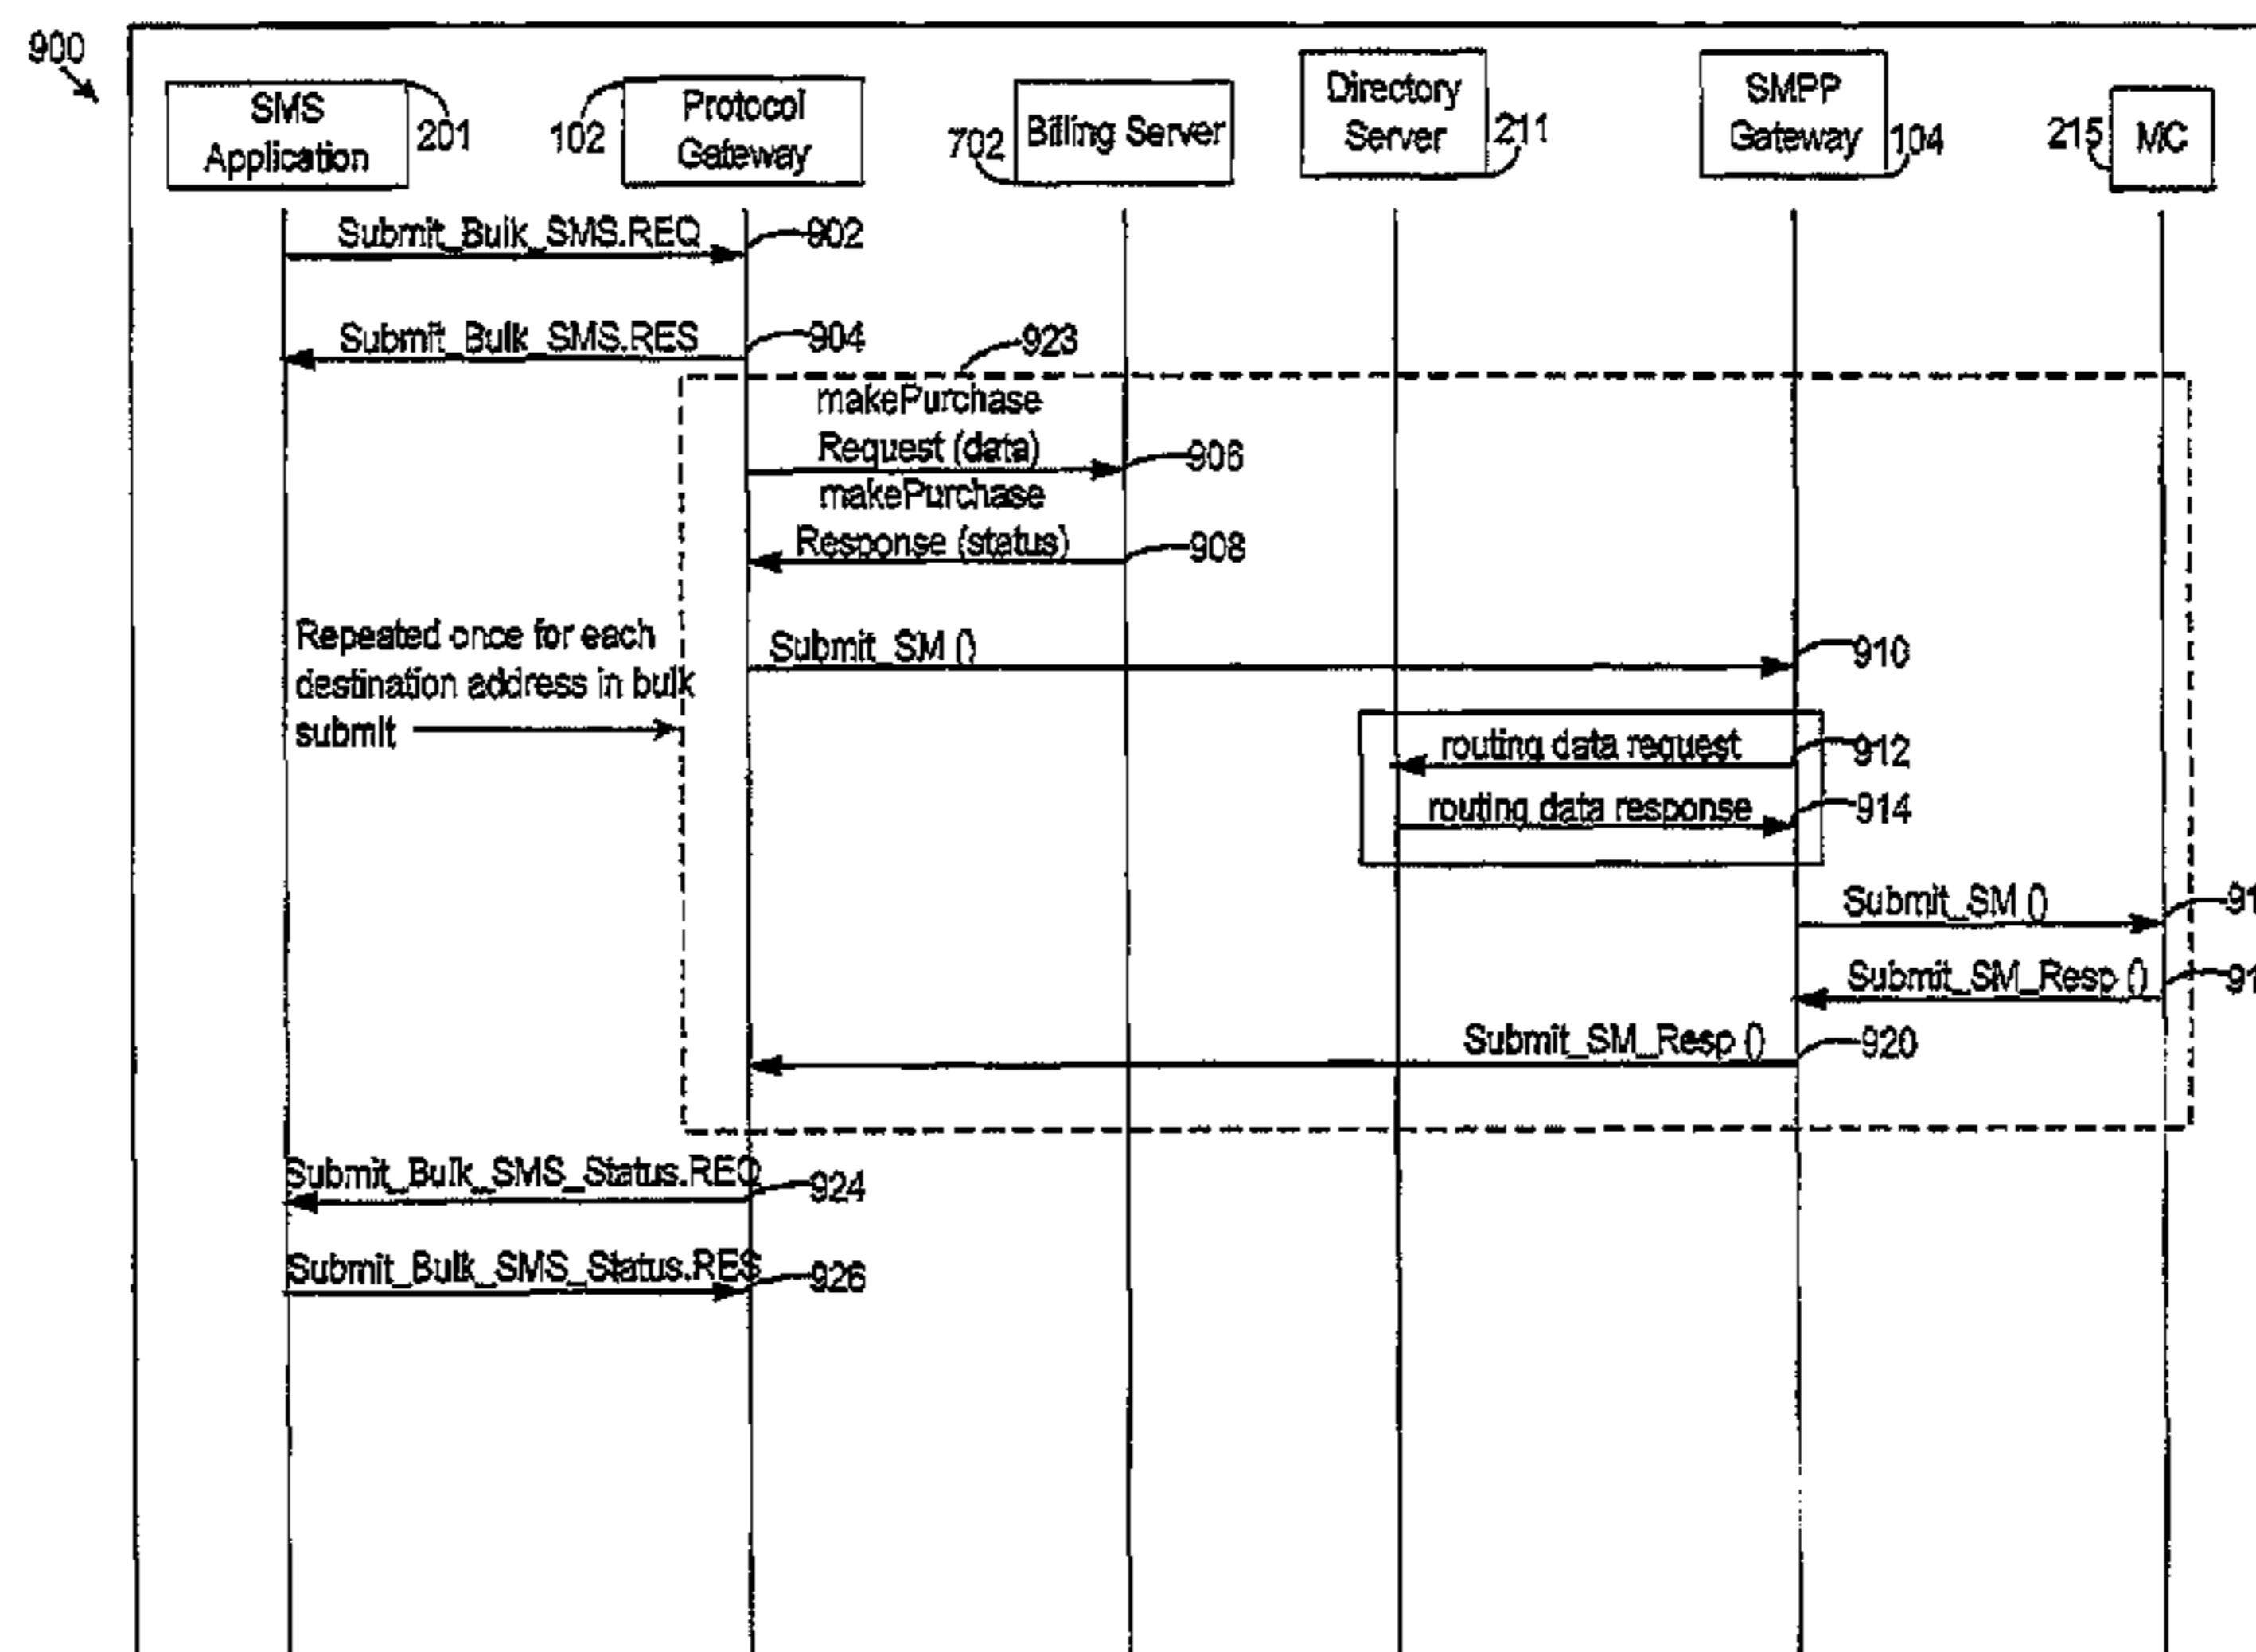 900
SMS
Application
201
102
Protocol
Gateway
702
Billing Server
Directory
Server
211
SMPP
Gateway
104
215
MC
Submit_Bulk_SMS.REQ
902
Submit_Bulk_SMS.RES
904
923
makePurchase
Request (data)
906
makePurchase
Response (status)
908
Repeated once for each
destination address in bulk
submit
Submit_SM ()
910
routing data request
912
routing data response
914
Submit_SM ()
Submit_SM_Resp ()
Submit_SM_Resp ()
920
Submit_Bulk_SMS_Status.REQ
924
Submit_Bulk_SMS_Status.RES
926